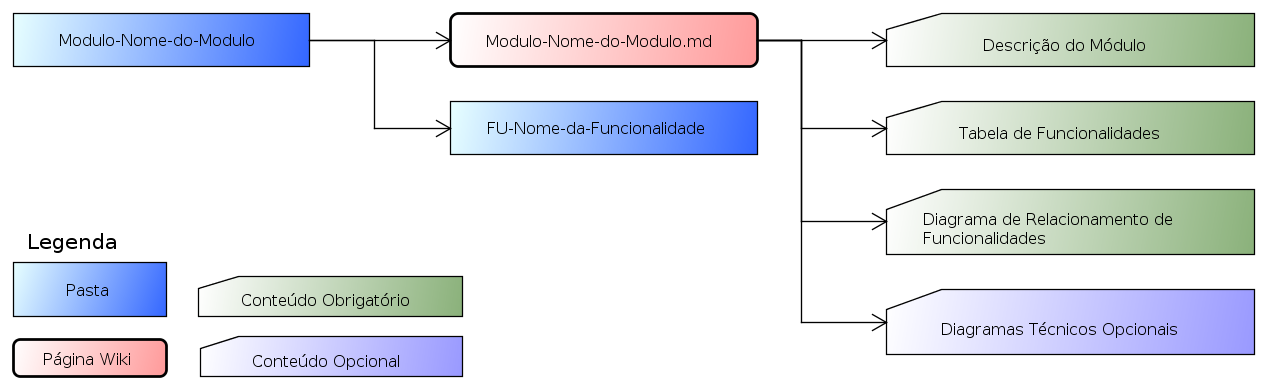 Modulo-Nome-do-Modulo
Modulo-Nome-do-Modulo.md
Descrição do Módulo
FU-Nome-da-Funcionalidade
Tabela de Funcionalidades
Diagrama de Relacionamento de
Funcionalidades
Diagramas Técnicos Opcionais
Legenda
Pasta
Conteúdo Obrigatório
Página Wiki
Conteúdo Opcional